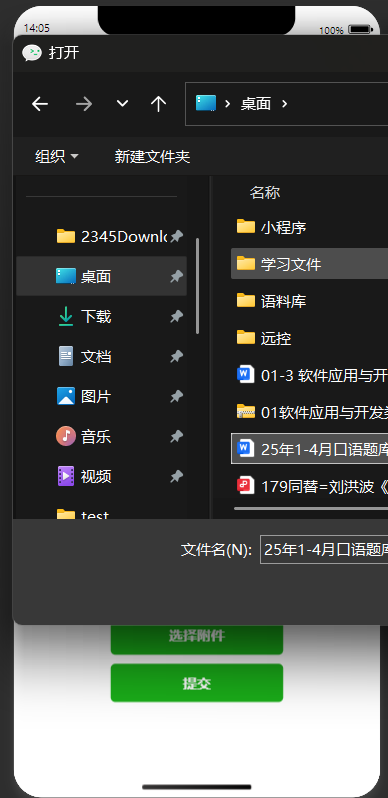 14:05
100%
打开
桌面
组织
新建文件夹
名称
2345Downlo
桌面
下载
文档
图片
音乐
视频
test
小程序
学习文件
语料库
远控
01-3 软件应用与开
01软件应用与开发类
25年1-4月口语题库
179同替=刘洪波《
文件名(N):
25年1-4月口语题库
选择附件
提交